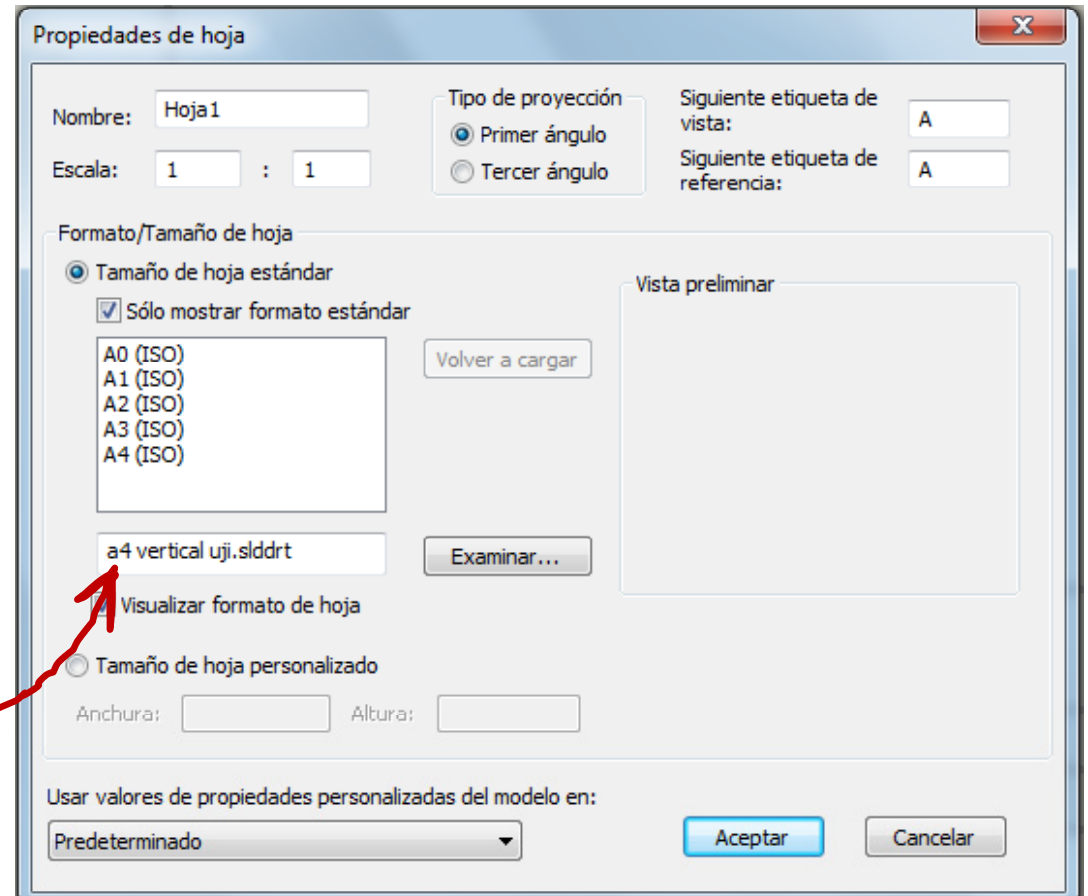 Propiedades de hoja
Nombre: Hoja1
Escala: 1 : 1
Tipo de proyección
Primer ángulo
Tercer ángulo
Siguiente etiqueta de
vista: A
Siguiente etiqueta de
referencia: A
Formato/Tamaño de hoja
Tamaño de hoja estándar
Sólo mostrar formato estándar
A0 (ISO)
A1 (ISO)
A2 (ISO)
A3 (ISO)
A4 (ISO)
Volver a cargar
a4 vertical uji.slddrt
Examinar...
Visualizar formato de hoja
Vista preliminar
Tamaño de hoja personalizado
Anchura: Altura:
Usar valores de propiedades personalizadas del modelo en:
Predeterminado
Aceptar
Cancelar